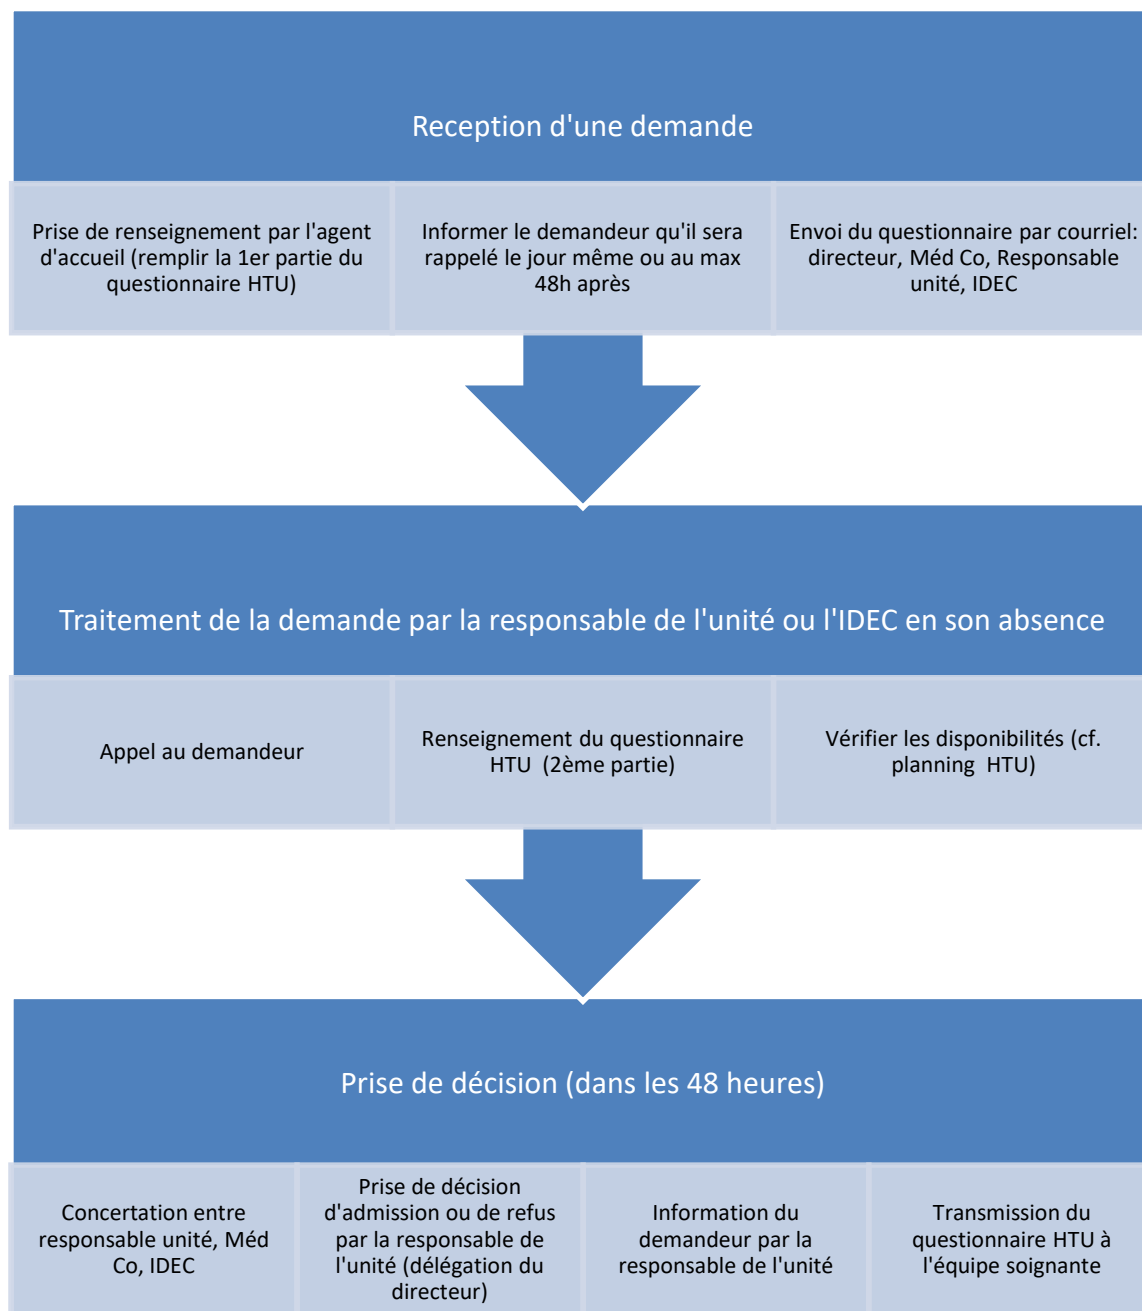 Reception d'une demande
Prise de renseignement par l'agent
d'accueil (remplir la 1er partie du
questionnaire HTU)
Informer le demandeur qu'il sera
rappelé le jour même ou au max
48h après
Envoi du questionnaire par courriel:
directeur, Méd Co, Responsable
unité, IDEC
Traitement de la demande par la responsable de l'unité ou l'IDEC en son absence
Appel au demandeur
Renseignement du questionnaire
HTU (2ème partie)
Vérifier les disponibilités (cf.
planning HTU)
Prise de décision (dans les 48 heures)
Concertation entre
responsable unité, Méd
Co, IDEC
Prise de décision
d'admission ou de refus
par la responsable de
l'unité (délégation du
directeur)
Information du
demandeur par la
responsable de l'unité
Transmission du
questionnaire HTU à
l'équipe soignante